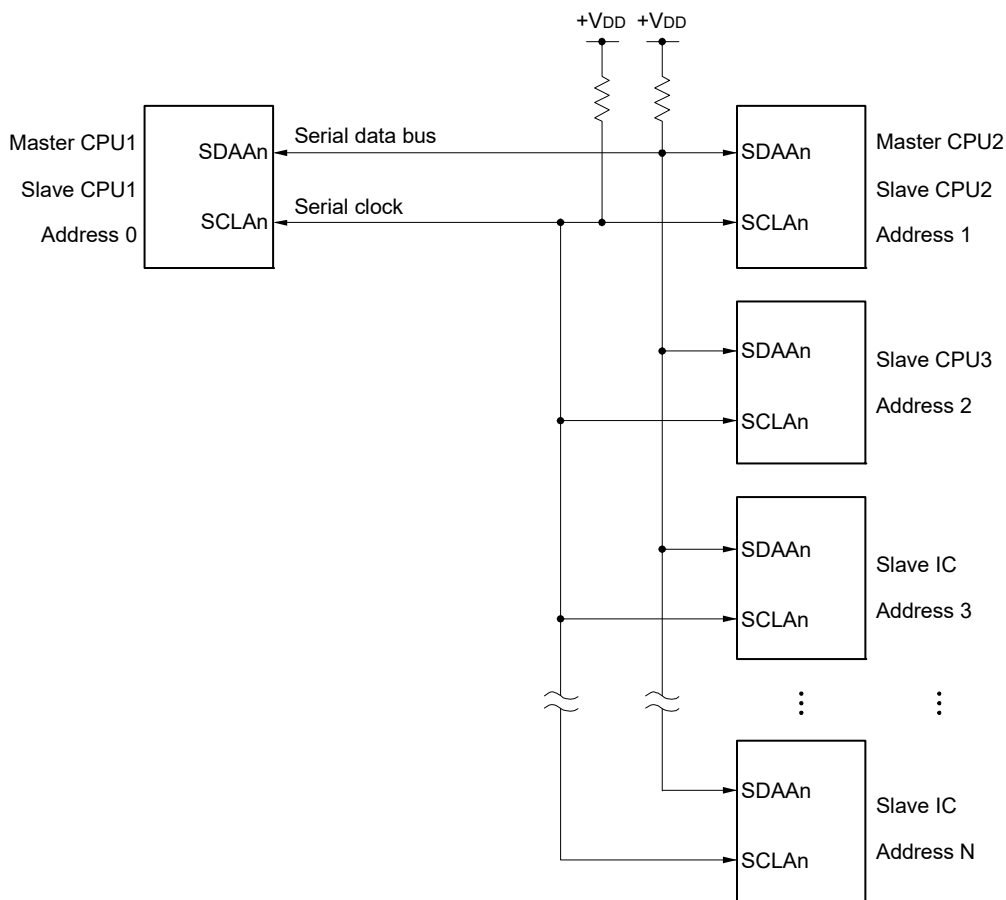 +VDD +VDD
Master CPU1
Slave CPU1
Address 0
SDAAn
SCLAn
Serial data bus
Serial clock
SDAAn
SCLAn
Master CPU2
Slave CPU2
Address 1
SDAAn
SCLAn
Slave CPU3
Address 2
SDAAn
SCLAn
Slave IC
Address 3
SDAAn
SCLAn
Slave IC
Address N